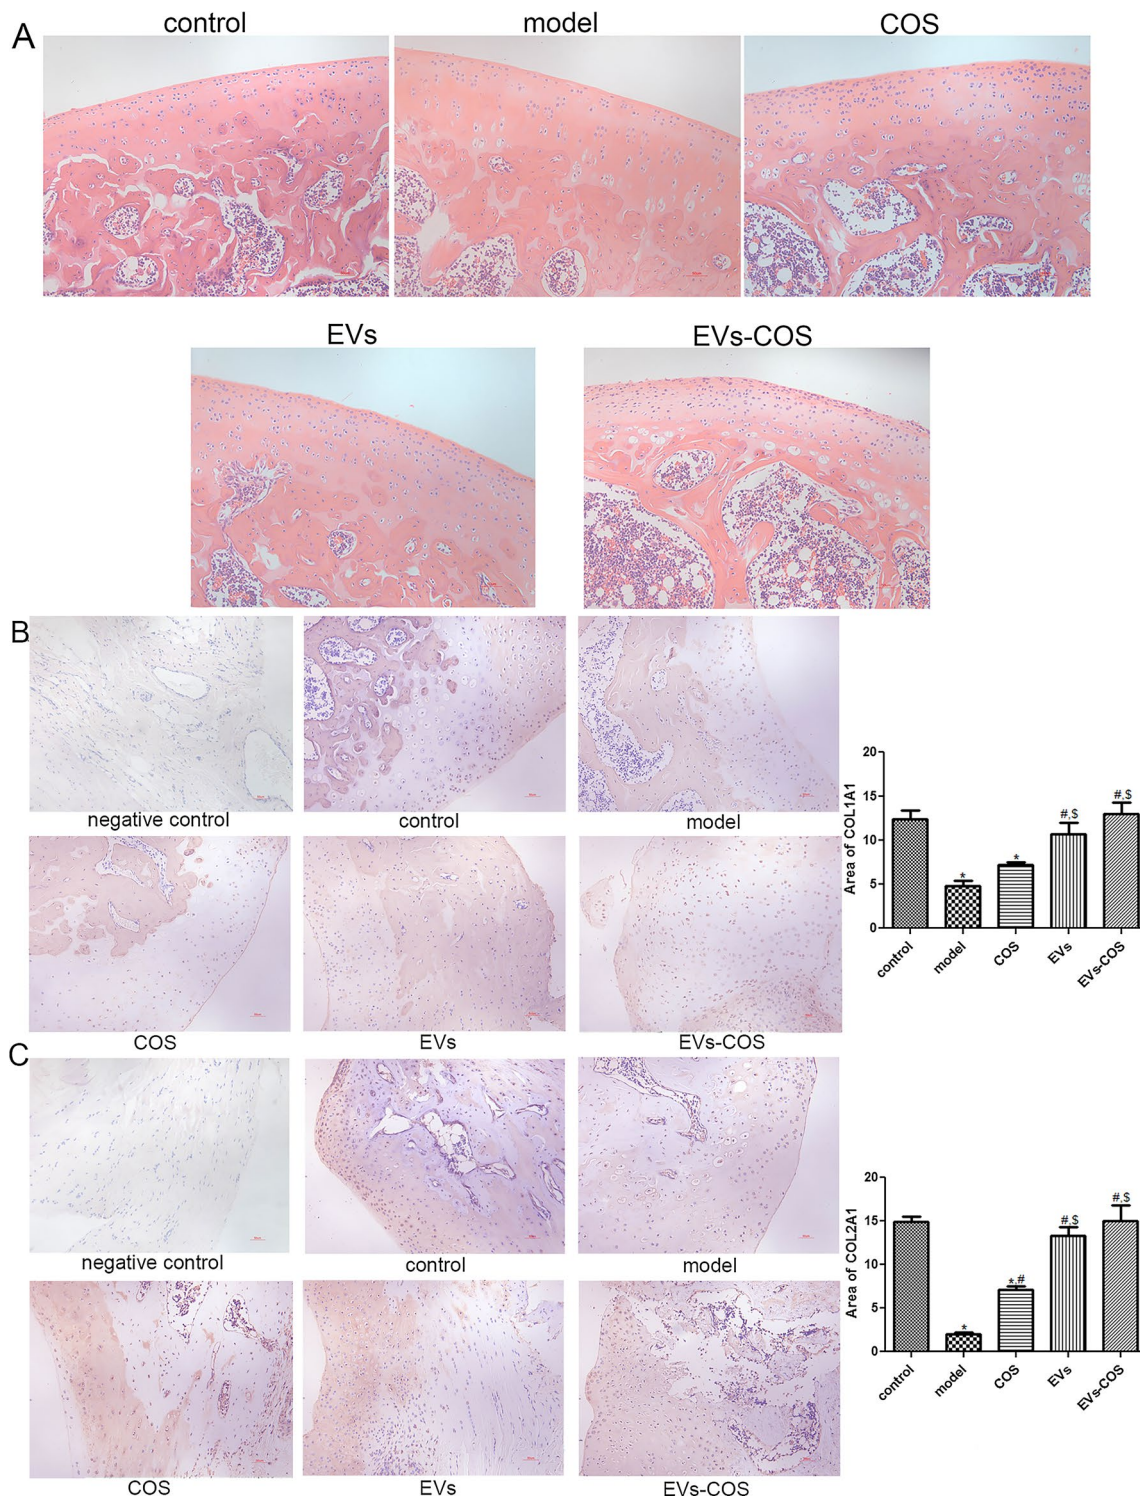 A
control
model
COS
EVs
EVs-COS
B
negative control
control
model
COS
EVs
EVs-COS
Area of COL1A1
20
15
10
5
0
*
*
#,$
#,$
control
model
COS
EVs
EVs-COS
C
negative control
control
model
COS
EVs
EVs-COS
Area of COL2A1
20
15
10
5
0
*
*,#
#,$
#,$
control
model
COS
EVs
EVs-COS